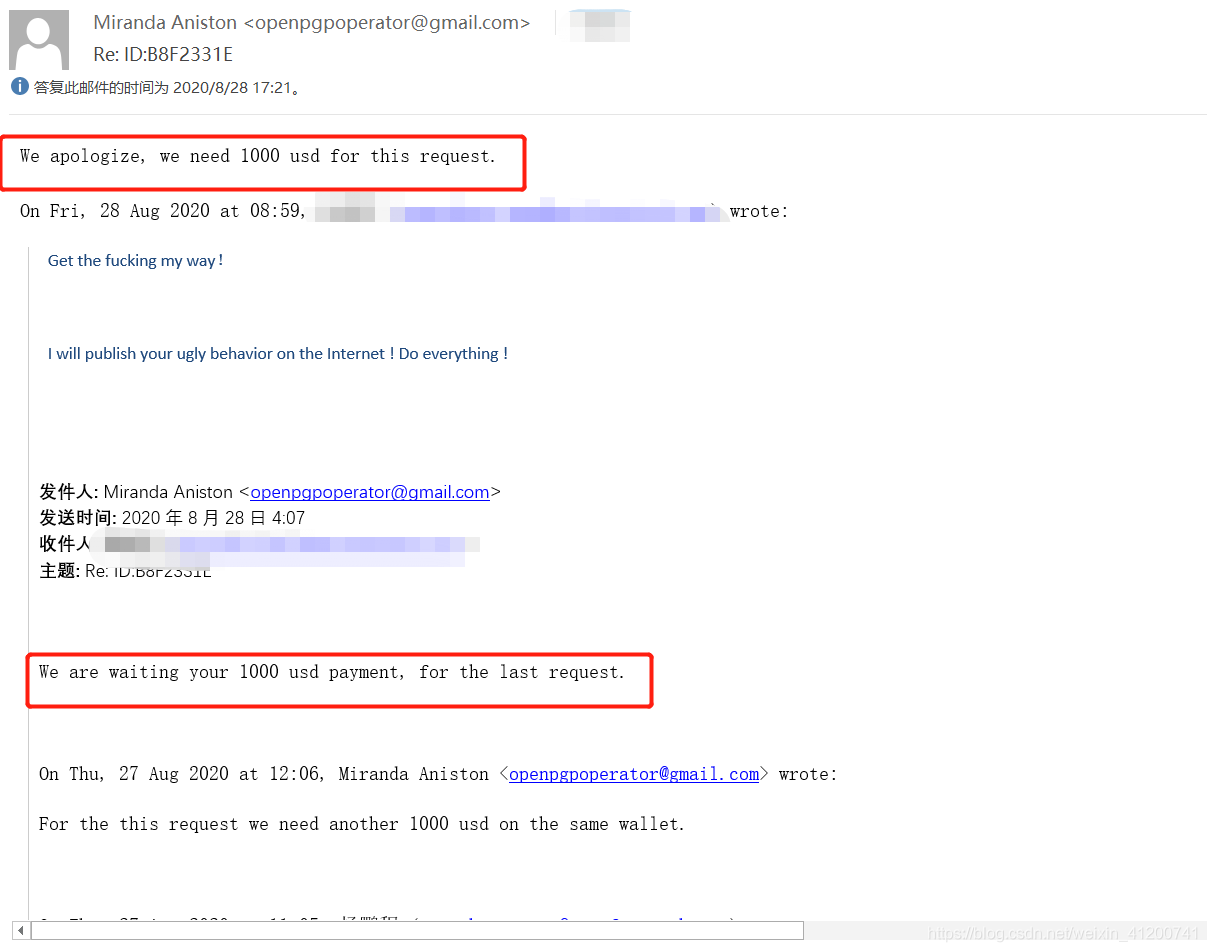 Miranda Aniston <openpgpoperator@gmail.com>
Re: ID:B8F2331E
答复此邮件的时间为 2020/8/28 17:21。
We apologize, we need 1000 usd for this request.
On Fri, 28 Aug 2020 at 08:59, wrote:
Get the fucking my way!
I will publish your ugly behavior on the Internet ! Do everything !
发件人: Miranda Aniston <openpgpoperator@gmail.com>
发送时间: 2020 年 8 月 28 日 4:07
收件人
主题: Re: ID:B8F2331E
We are waiting your 1000 usd payment, for the last request.
On Thu, 27 Aug 2020 at 12:06, Miranda Aniston <openpgpoperator@gmail.com> wrote:
For the this request we need another 1000 usd on the same wallet.
https://blog.csdn.net/weixin_41200741